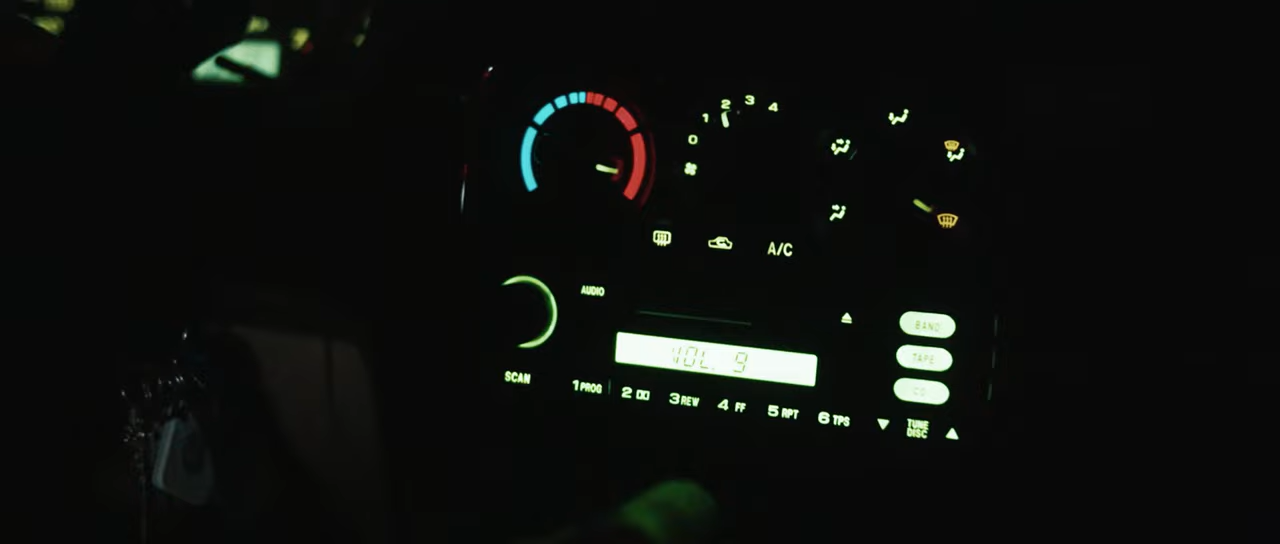 0 1 2 3 4
A/C
AUDIO
BAND
VOL 9
TAPE
CD
SCAN
1 PROG 2 3 REW 4 FF 5 RPT 6 TPS
TUNE
DISC